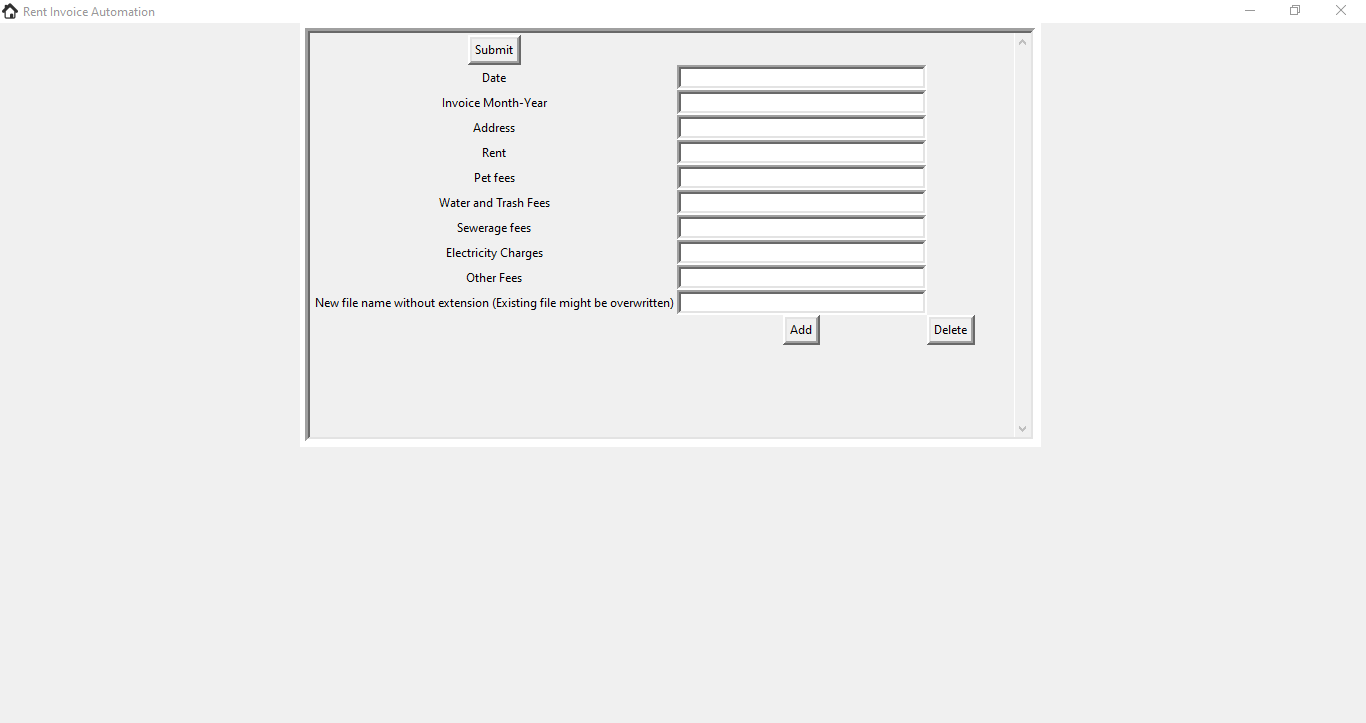 Rent Invoice Automation
Submit
Date
Invoice Month-Year
Address
Rent
Pet fees
Water and Trash Fees
Sewerage fees
Electricity Charges
Other Fees
New file name without extension (Existing file might be overwritten)
Add Delete